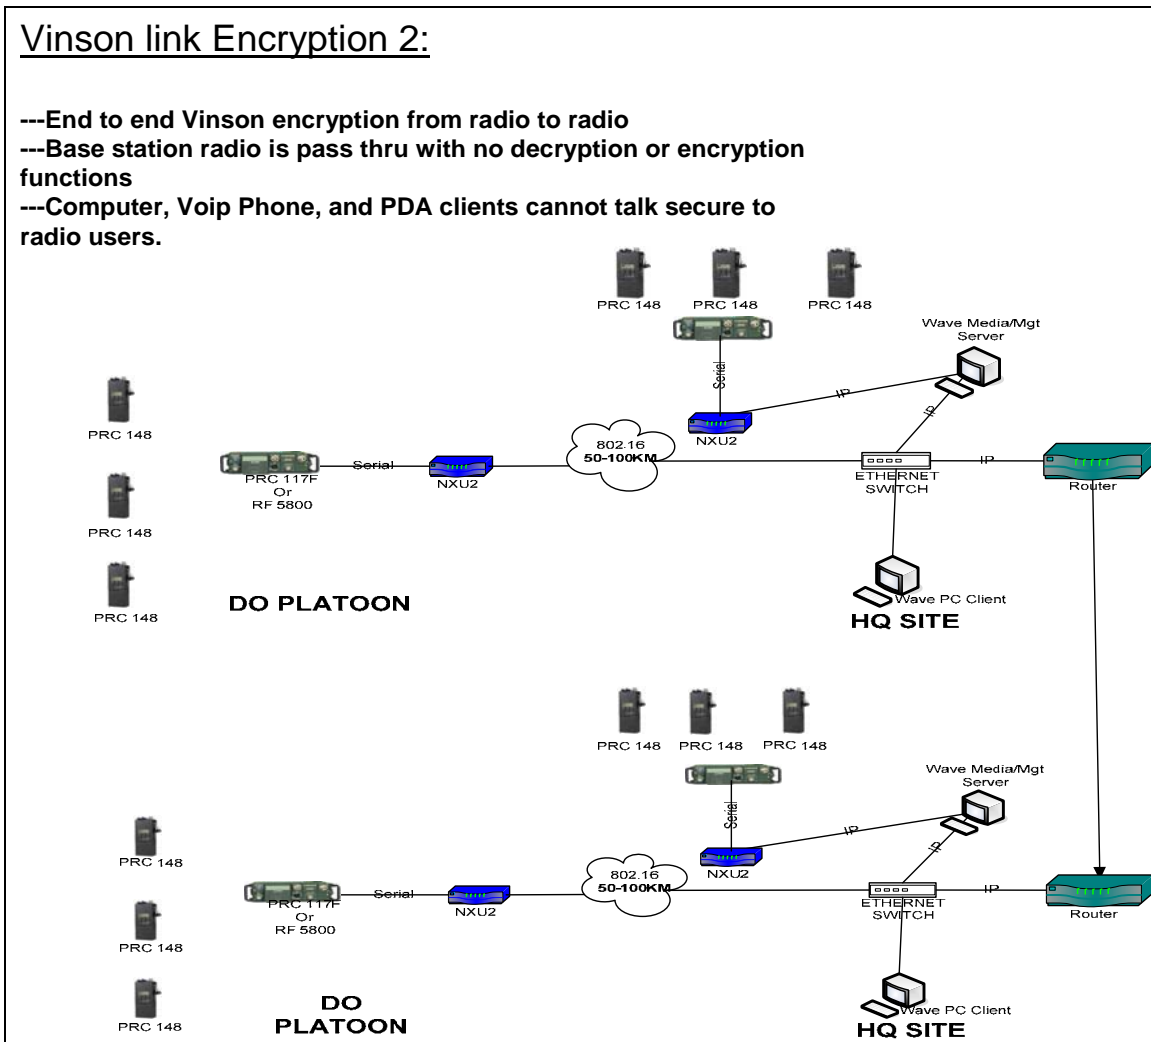 Vinson link Encryption 2:
---End to end Vinson encryption from radio to radio
---Base station radio is pass thru with no decryption or encryption
functions
---Computer, Voip Phone, and PDA clients cannot talk secure to
radio users.
PRC 148
PRC 148
PRC 148
Wave Media/Mgt
Server
Serial
IP
IP
NXU2
PRC 148
802.16
50-100KM
Serial
PRC 117F
Or
RF 5800
NXU2
ETHERNET
SWITCH
IP
Router
PRC 148
PRC 148
DO PLATOON
Wave PC Client
HQ SITE
PRC 148
PRC 148
PRC 148
Wave Media/Mgt
Server
Serial
IP
IP
NXU2
PRC 148
802.16
50-100KM
Serial
PRC 117F
Or
RF 5800
NXU2
ETHERNET
SWITCH
IP
Router
PRC 148
PRC 148
DO
PLATOON
Wave PC Client
HQ SITE